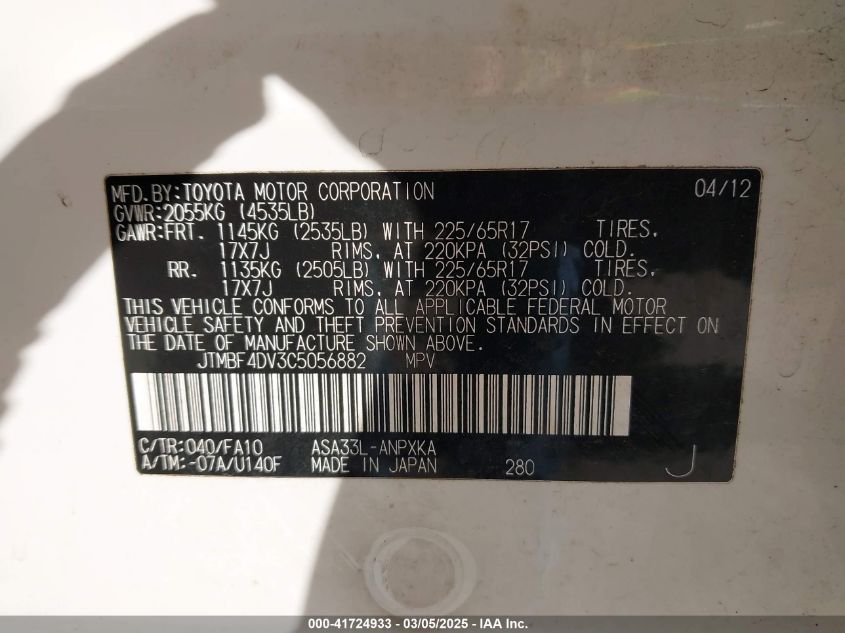 MFD.BY:TOYOTA MOTOR CORPORATION 04/12
GVWR:2055KG (4535LB)
GAWR:FRT. 1145KG (2535LB) WITH 225/65R17 TIRES,
17X7J RIMS, AT 220KPA (32PSI) COLD.
RR. 1135KG (2505LB) WITH 225/65R17 TIRES,
17X7J RIMS, AT 220KPA (32PSI) COLD.
THIS VEHICLE CONFORMS TO ALL APPLICABLE FEDERAL MOTOR
VEHICLE SAFETY AND THEFT PREVENTION STANDARDS IN EFFECT ON
THE DATE OF MANUFACTURE SHOWN ABOVE.
JTMBF4DV3C5056882 MPV
C/TR:040/FA10 ASA33L-ANPXKA
A/TM:-07A/U140F MADE IN JAPAN 280 J
000-41724933 - 03/05/2025 - IAA Inc.